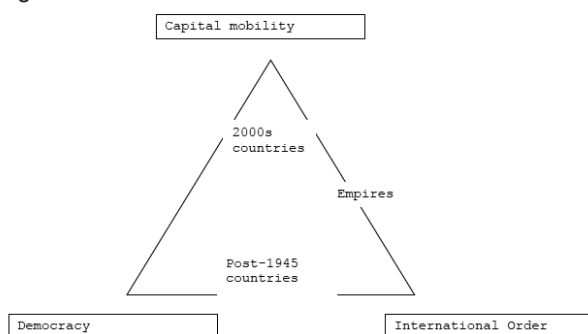 Capital mobility
2000s
countries
Empires
Post-1945
countries
Democracy
International Order